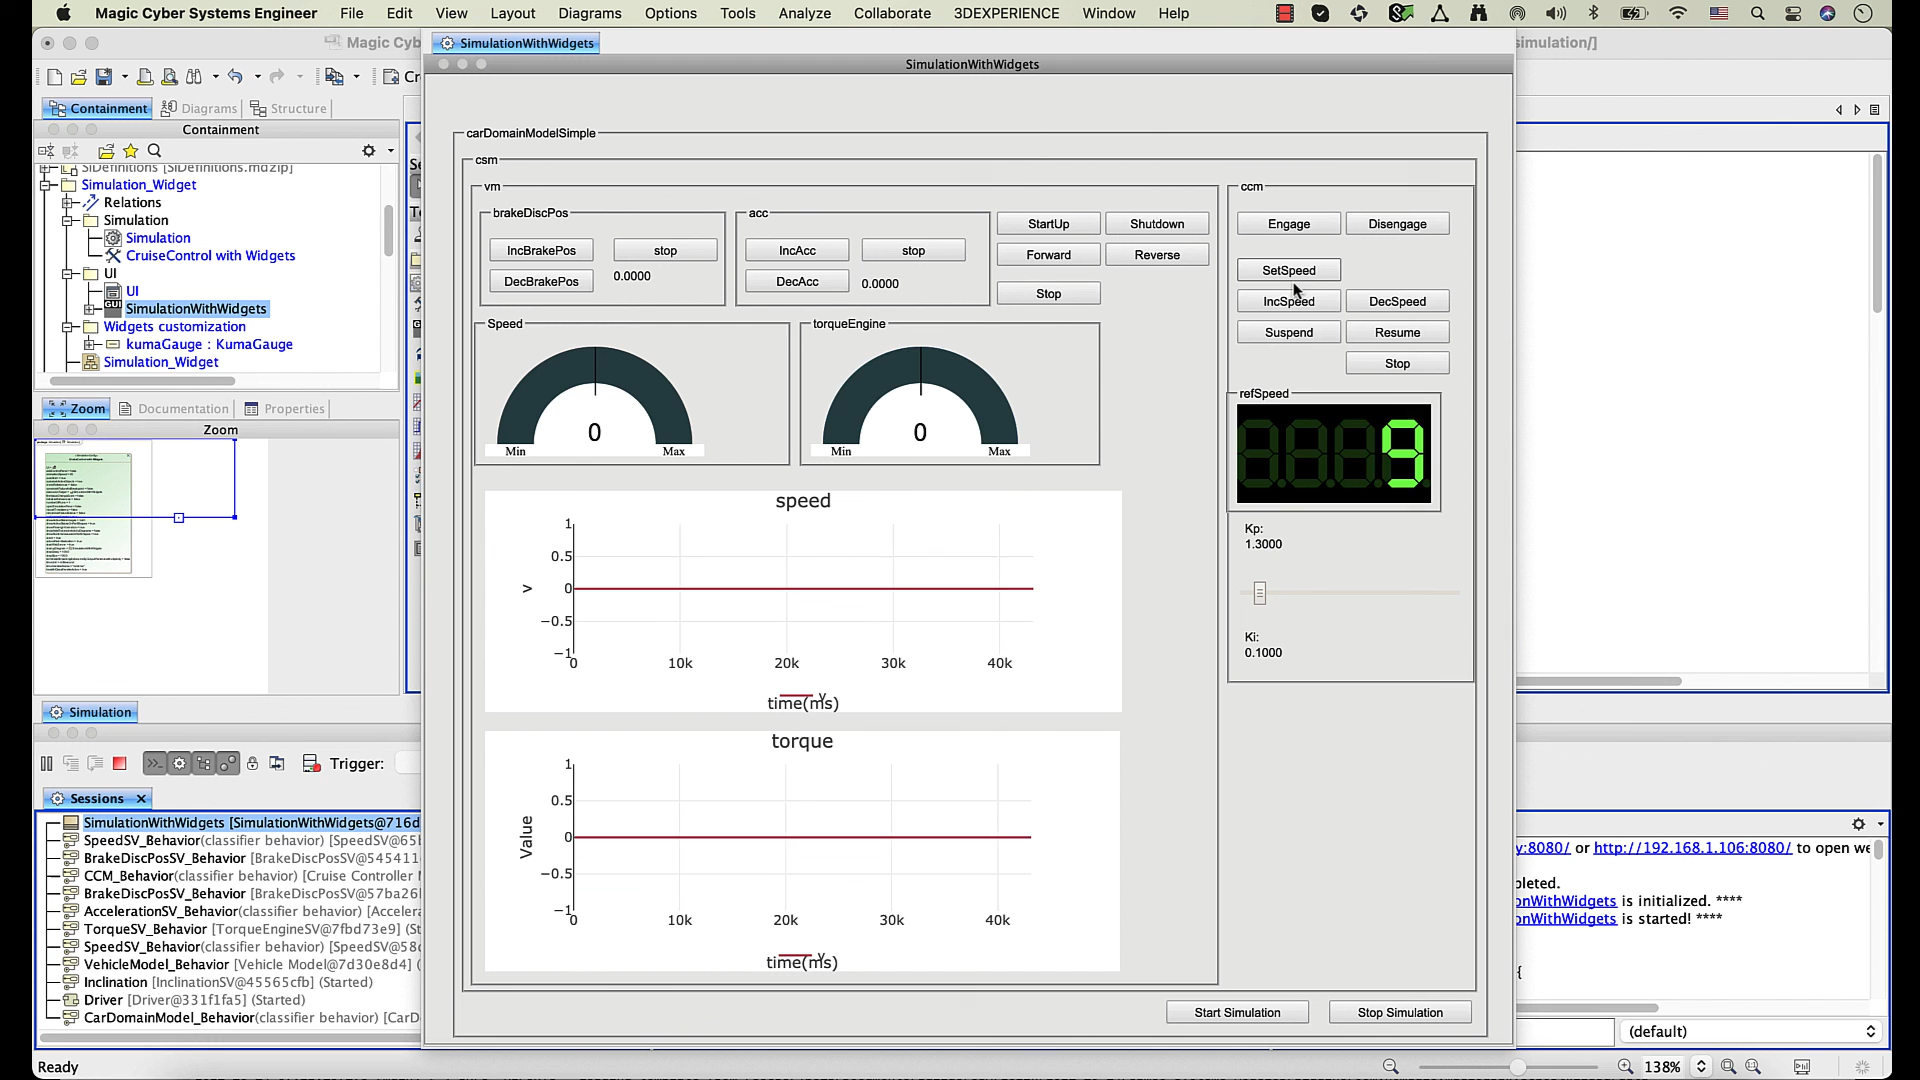 Magic Cyber Systems Engineer File Edit View Layout Diagrams Options Tools Analyze Collaborate 3DEXPERIENCE Window Help
Magic Cyb
SimulationWithWidgets
simulation/]
SimulationWithWidgets
Containment Diagrams Structure
Containment
SIDefinitions [SIDefinitions.mdzip]
Simulation_Widget
Relations
Simulation
Simulation
CruiseControl with Widgets
UI
UI
SimulationWithWidgets
Widgets customization
kumaGauge : KumaGauge
Simulation_Widget
Zoom Documentation Properties
Zoom
carDomainModelSimple
csm
vm
brakeDiscPos
IncBrakePos stop
DecBrakePos 0.0000
acc
IncAcc stop
DecAcc 0.0000
StartUp Shutdown
Forward Reverse
Stop
Speed
0
Min Max
torqueEngine
0
Min Max
speed
v
1
0.5
0
−0.5
−1
0 10k 20k 30k 40k
v
time(ms)
torque
Value
1
0.5
0
−0.5
−1
0 10k 20k 30k 40k
v
time(ms)
ccm
Engage Disengage
SetSpeed
IncSpeed DecSpeed
Suspend Resume
Stop
refSpeed
9
Kp:
1.3000
Ki:
0.1000
Start Simulation Stop Simulation
Simulation
Trigger:
Sessions
SimulationWithWidgets [SimulationWithWidgets@716d
SpeedSV_Behavior(classifier behavior) [SpeedSV@65b
BrakeDiscPosSV_Behavior [BrakeDiscPosSV@545411
CCM_Behavior(classifier behavior) [Cruise Controller M
BrakeDiscPosSV_Behavior [BrakeDiscPosSV@57ba26
AccelerationSV_Behavior(classifier behavior) [Accelera
TorqueSV_Behavior [TorqueEngineSV@7fbd73e9] (St
SpeedSV_Behavior(classifier behavior) [SpeedSV@58
VehicleModel_Behavior [Vehicle Model@7d30e8d4] (
Inclination [InclinationSV@45565cfb] (Started)
Driver [Driver@331f1fa5] (Started)
CarDomainModel_Behavior(classifier behavior) [CarD
y:8080/ or http://192.168.1.106:8080/ to open we
pleted.
onWithWidgets is initialized. ****
onWithWidgets is started! ****
{
(default)
Ready
138%